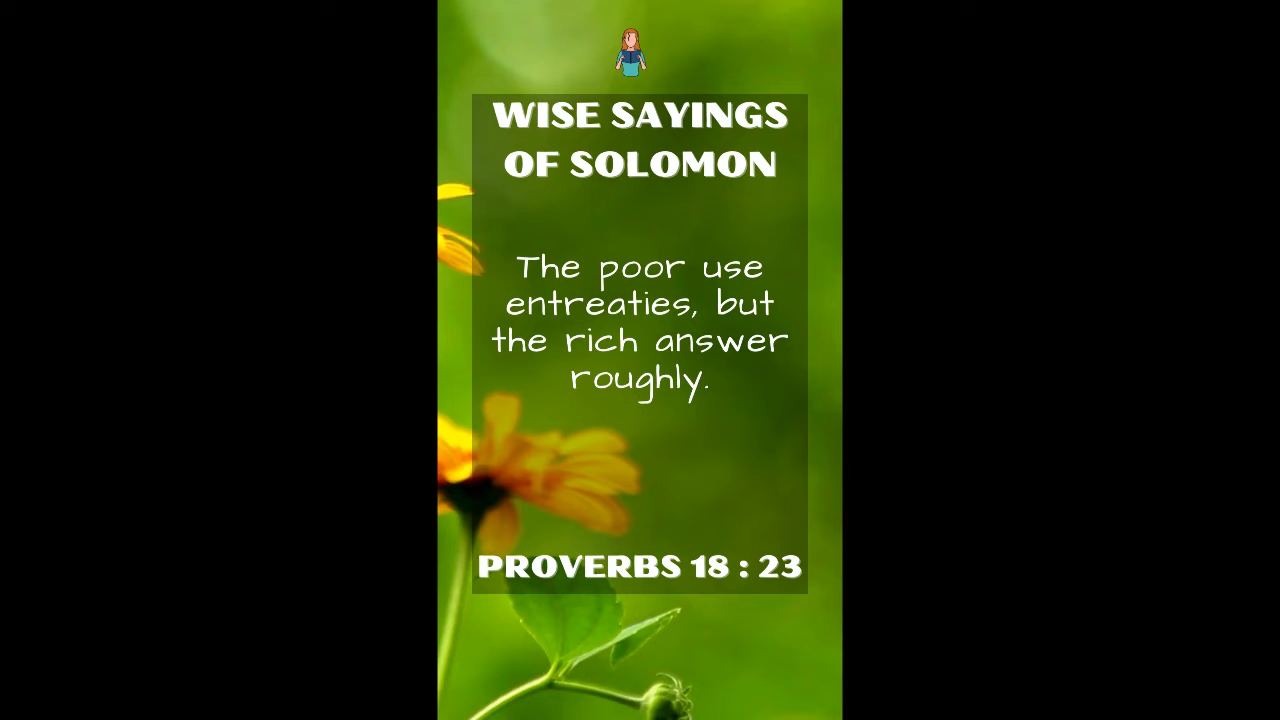 WISE SAYINGS
OF SOLOMON
The poor use
entreaties, but
the rich answer
roughly.
PROVERBS 18 : 23